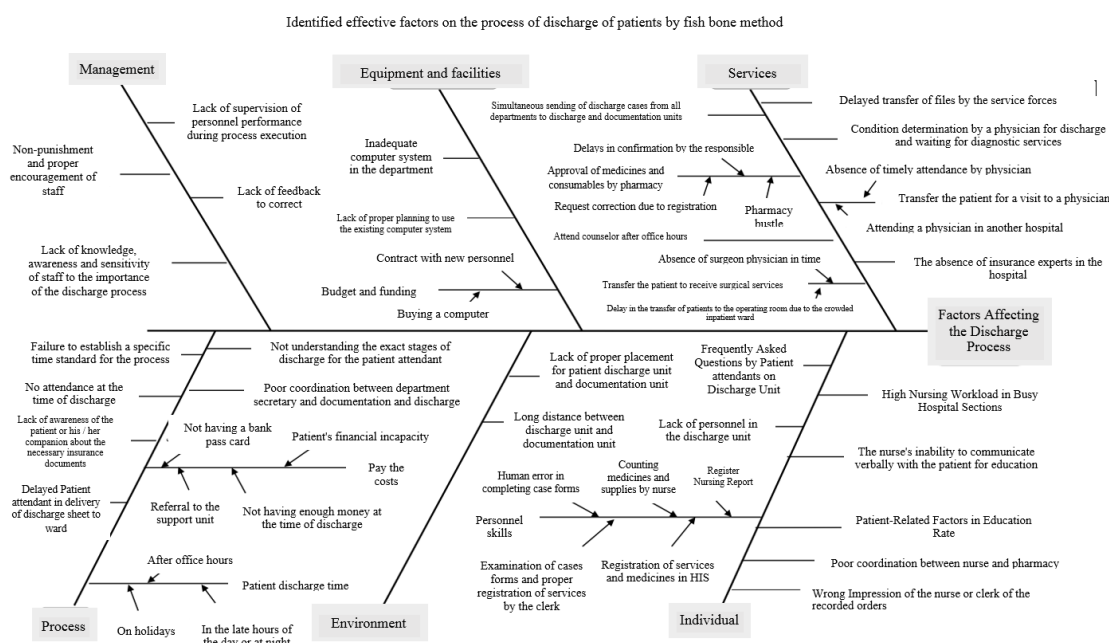 Identified effective factors on the process of discharge of patients by fish bone method
Management
Equipment and facilities
Services
Lack of supervision of
personnel performance
during process execution
Non-punishment
and proper
encouragement of
staff
Lack of feedback
to correct
Lack of knowledge,
awareness and sensitivity
of staff to the importance
of the discharge process
Inadequate
computer system
in the department
Lack of proper planning to use
the existing computer system
Contract with new personnel
Budget and funding
Buying a computer
Simultaneous sending of discharge cases from all
departments to discharge and documentation units
Delays in confirmation by the responsible
Approval of medicines and
consumables by pharmacy
Request correction due to registration
Pharmacy
bustle
Attend counselor after office hours
Absence of surgeon physician in time
Transfer the patient to receive surgical services
Delay in the transfer of patients to the operating room due to the crowded
inpatient ward
Delayed transfer of files by the service forces
Condition determination by a physician for discharge
and waiting for diagnostic services
Absence of timely attendance by physician
Transfer the patient for a visit to a physician
Attending a physician in another hospital
The absence of insurance experts in the
hospital
Factors Affecting
the Discharge
Process
Failure to establish a specific
time standard for the process
Not understanding the exact stages of
discharge for the patient attendant
No attendance at the
time of discharge
Poor coordination between department
secretary and documentation and discharge
Lack of awareness of the
patient or his / her
companion about the
necessary insurance
documents
Not having a bank
pass card
Patient's financial incapacity
Pay the
costs
Delayed Patient
attendant in delivery
of discharge sheet to
ward
Referral to the
support unit
Not having enough money at
the time of discharge
After office hours
Patient discharge time
On holidays
In the late hours of
the day or at night
Process
Lack of proper placement
for patient discharge unit
and documentation unit
Long distance between
discharge unit and
documentation unit
Environment
Frequently Asked
Questions by Patient
attendants on
Discharge Unit
Lack of personnel in
the discharge unit
Human error in
completing case forms
Counting
medicines and
supplies by nurse
Register
Nursing Report
Personnel
skills
Examination of cases
forms and proper
registration of services
by the clerk
Registration of services
and medicines in HIS
High Nursing Workload in Busy
Hospital Sections
The nurse's inability to communicate
verbally with the patient for education
Patient-Related Factors in Education
Rate
Poor coordination between nurse and pharmacy
Wrong Impression of the nurse or clerk of the
recorded orders
Individual